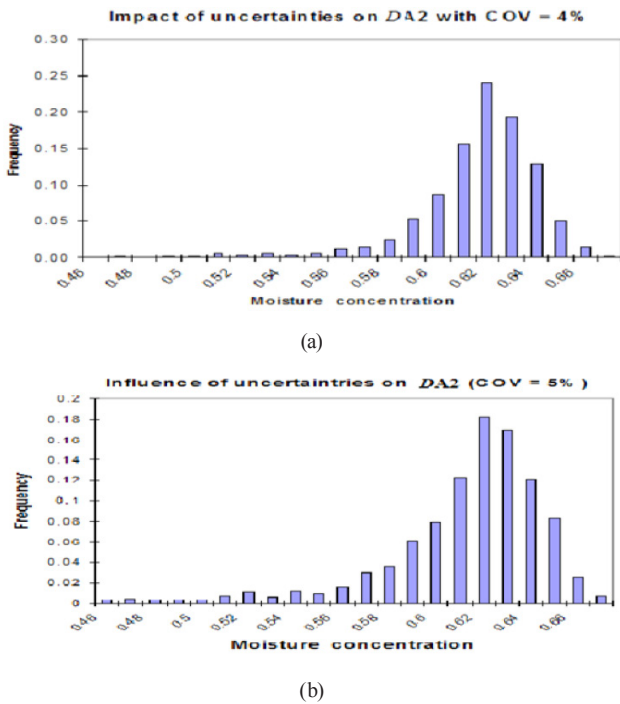 Impact of uncertainties on DA2 with COV = 4%
0.30
0.25
0.20
0.15
0.10
0.05
0.00
Frequency
0.46 0.48 0.5 0.52 0.54 0.56 0.58 0.6 0.62 0.64 0.66
Moisture concentration
(a)
Influence of uncertaintries on DA2 (COV = 5% )
0.2
0.18
0.16
0.14
0.12
0.1
0.08
0.06
0.04
0.02
0
Frequency
0.46 0.48 0.5 0.52 0.54 0.56 0.58 0.6 0.62 0.64 0.66
Moisture concentration
(b)